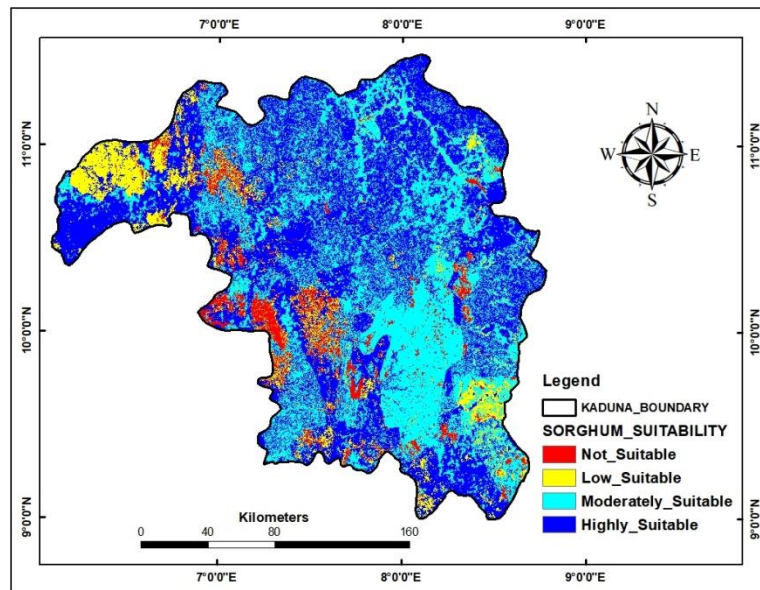 7°0'0"E 8°0'0"E 9°0'0"E
11°0'0"N
11°0'0"N
N
W E
S
10°0'0"N
10°0'0"N
Legend
KADUNA_BOUNDARY
SORGHUM_SUITABILITY
Not_Suitable
Low_Suitable
Moderately_Suitable
Highly_Suitable
9°0'0"N
9°0'0"N
Kilometers
0 40 80 160
7°0'0"E 8°0'0"E 9°0'0"E